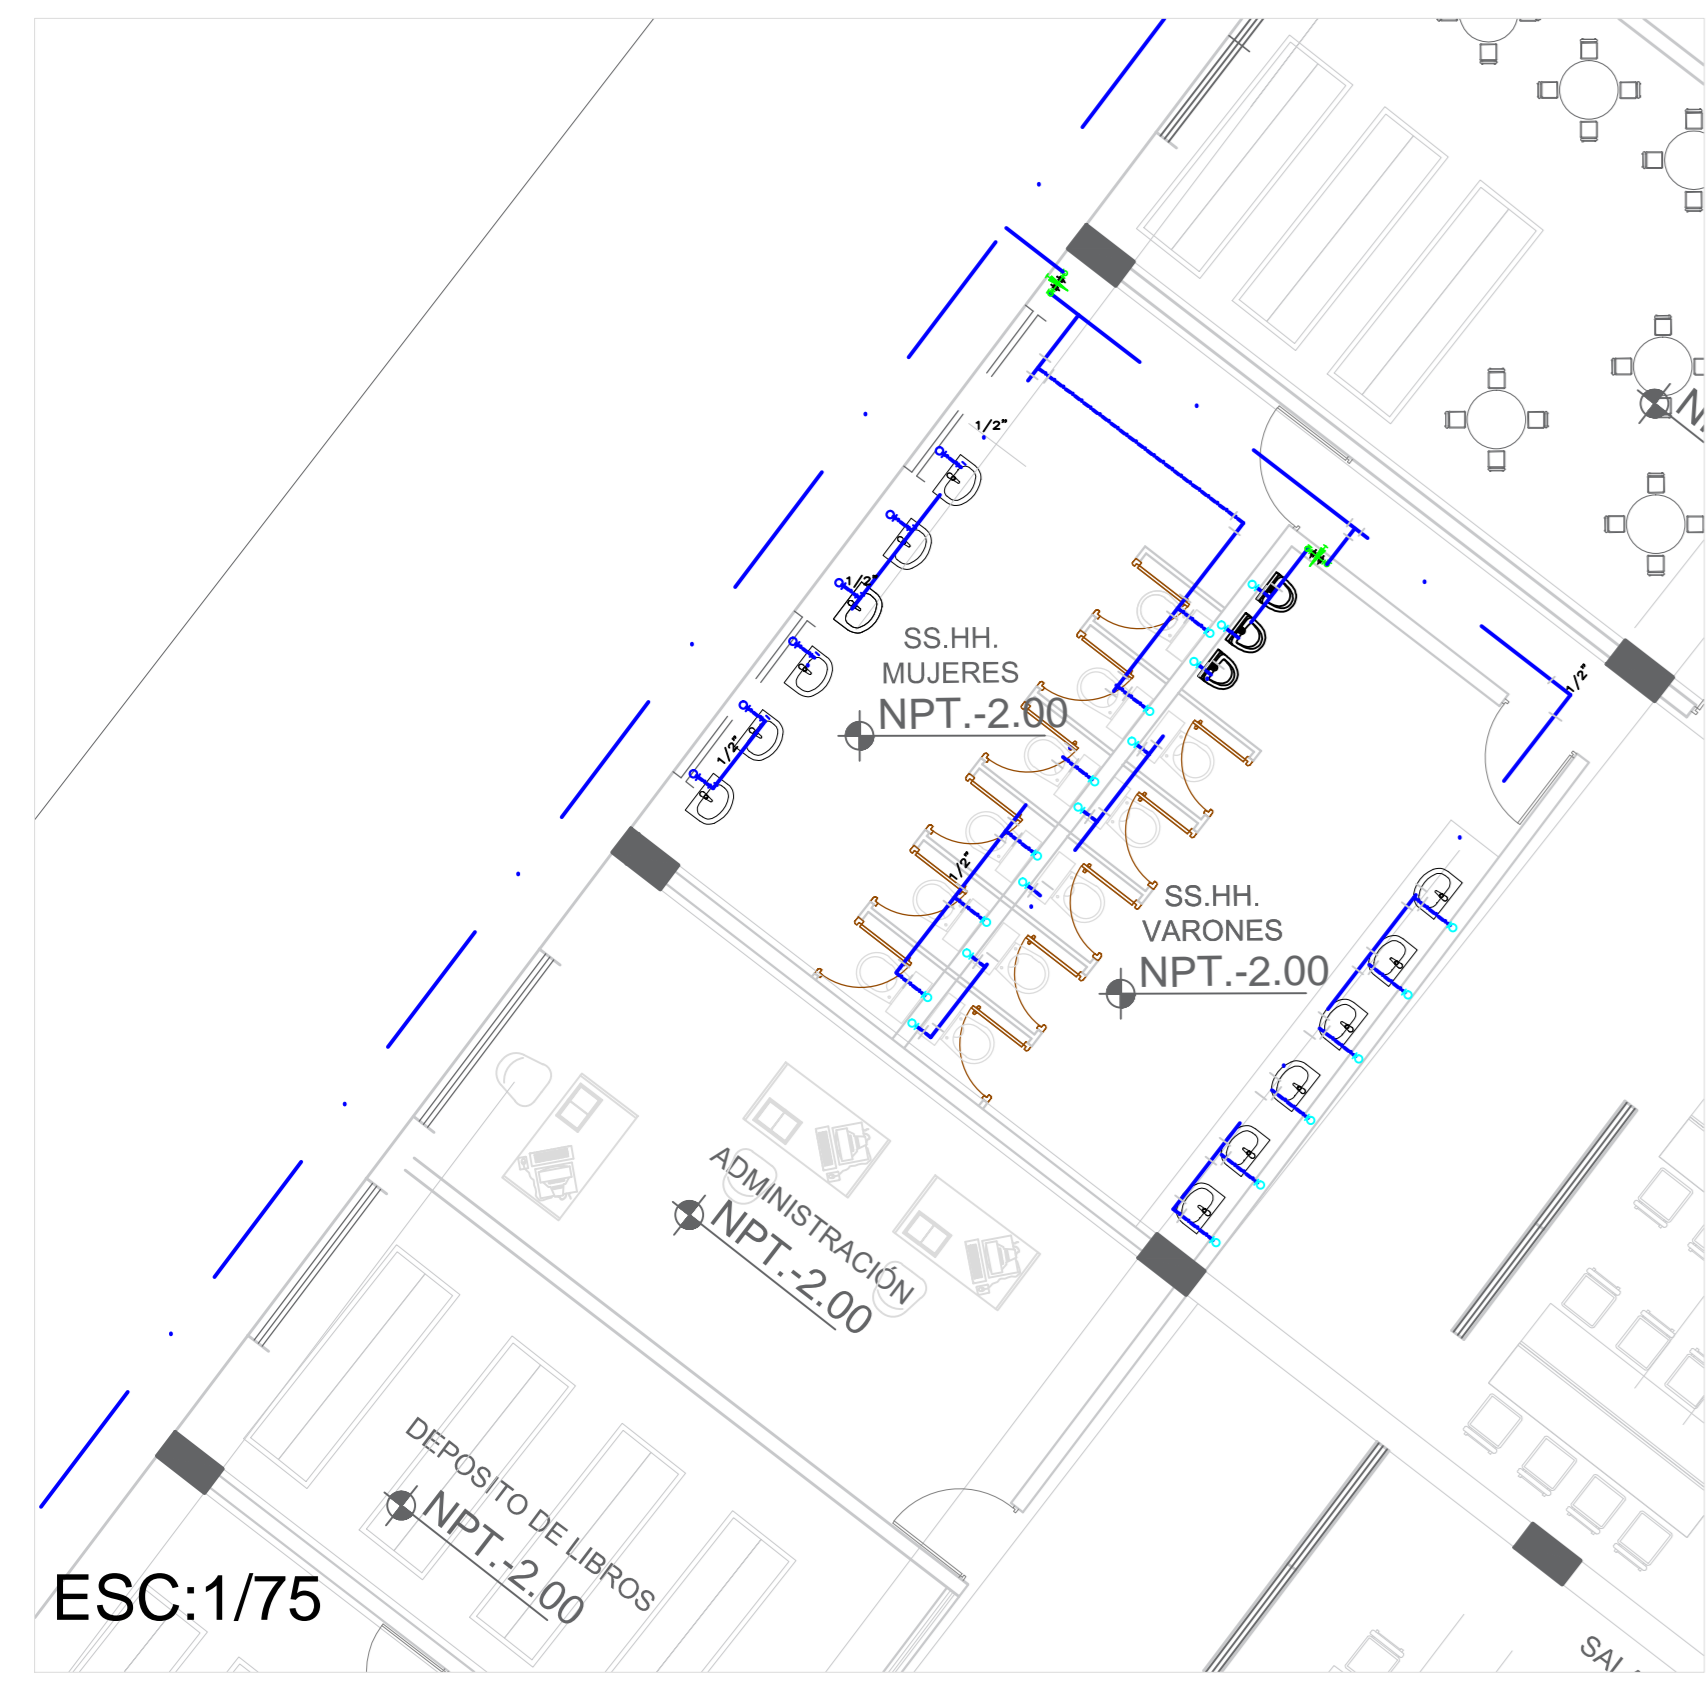 1/2"
1/2"
SS.HH.
MUJERES
NPT.-2.00
1/2"
1/2"
1/2"
SS.HH.
VARONES
NPT.-2.00
ADMINISTRACIÓN
NPT.-2.00
DEPOSITO DE LIBROS
NPT.-2.00
ESC:1/75